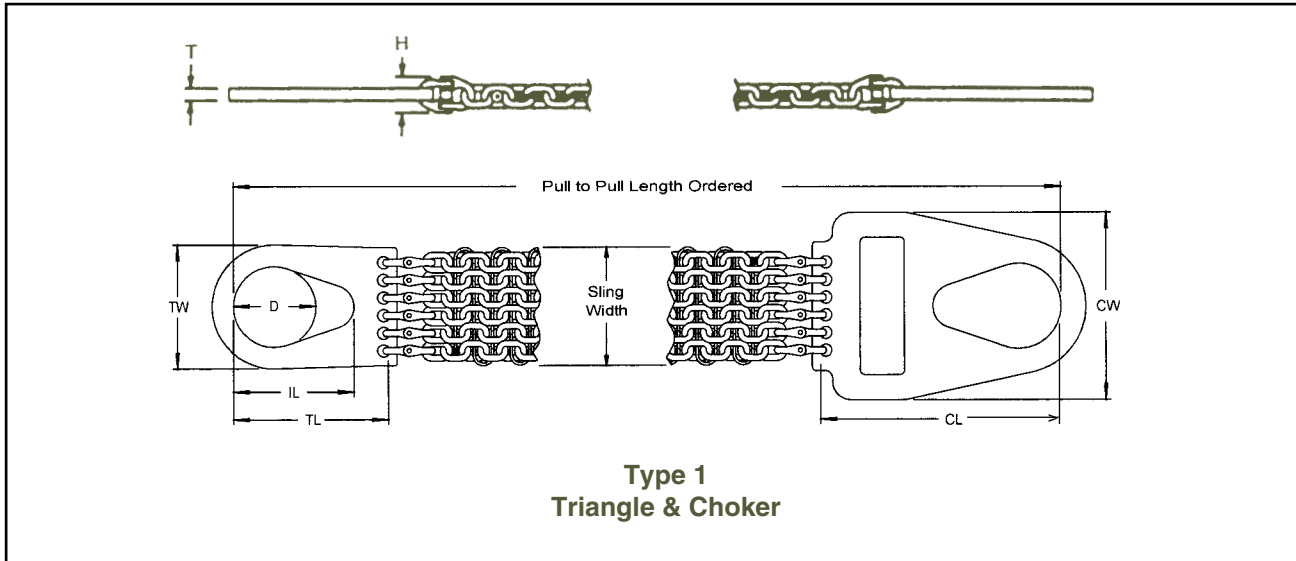 T
H
Pull to Pull Length Ordered
TW
D
IL
TL
Sling
Width
CW
CL
Type 1
Triangle & Choker